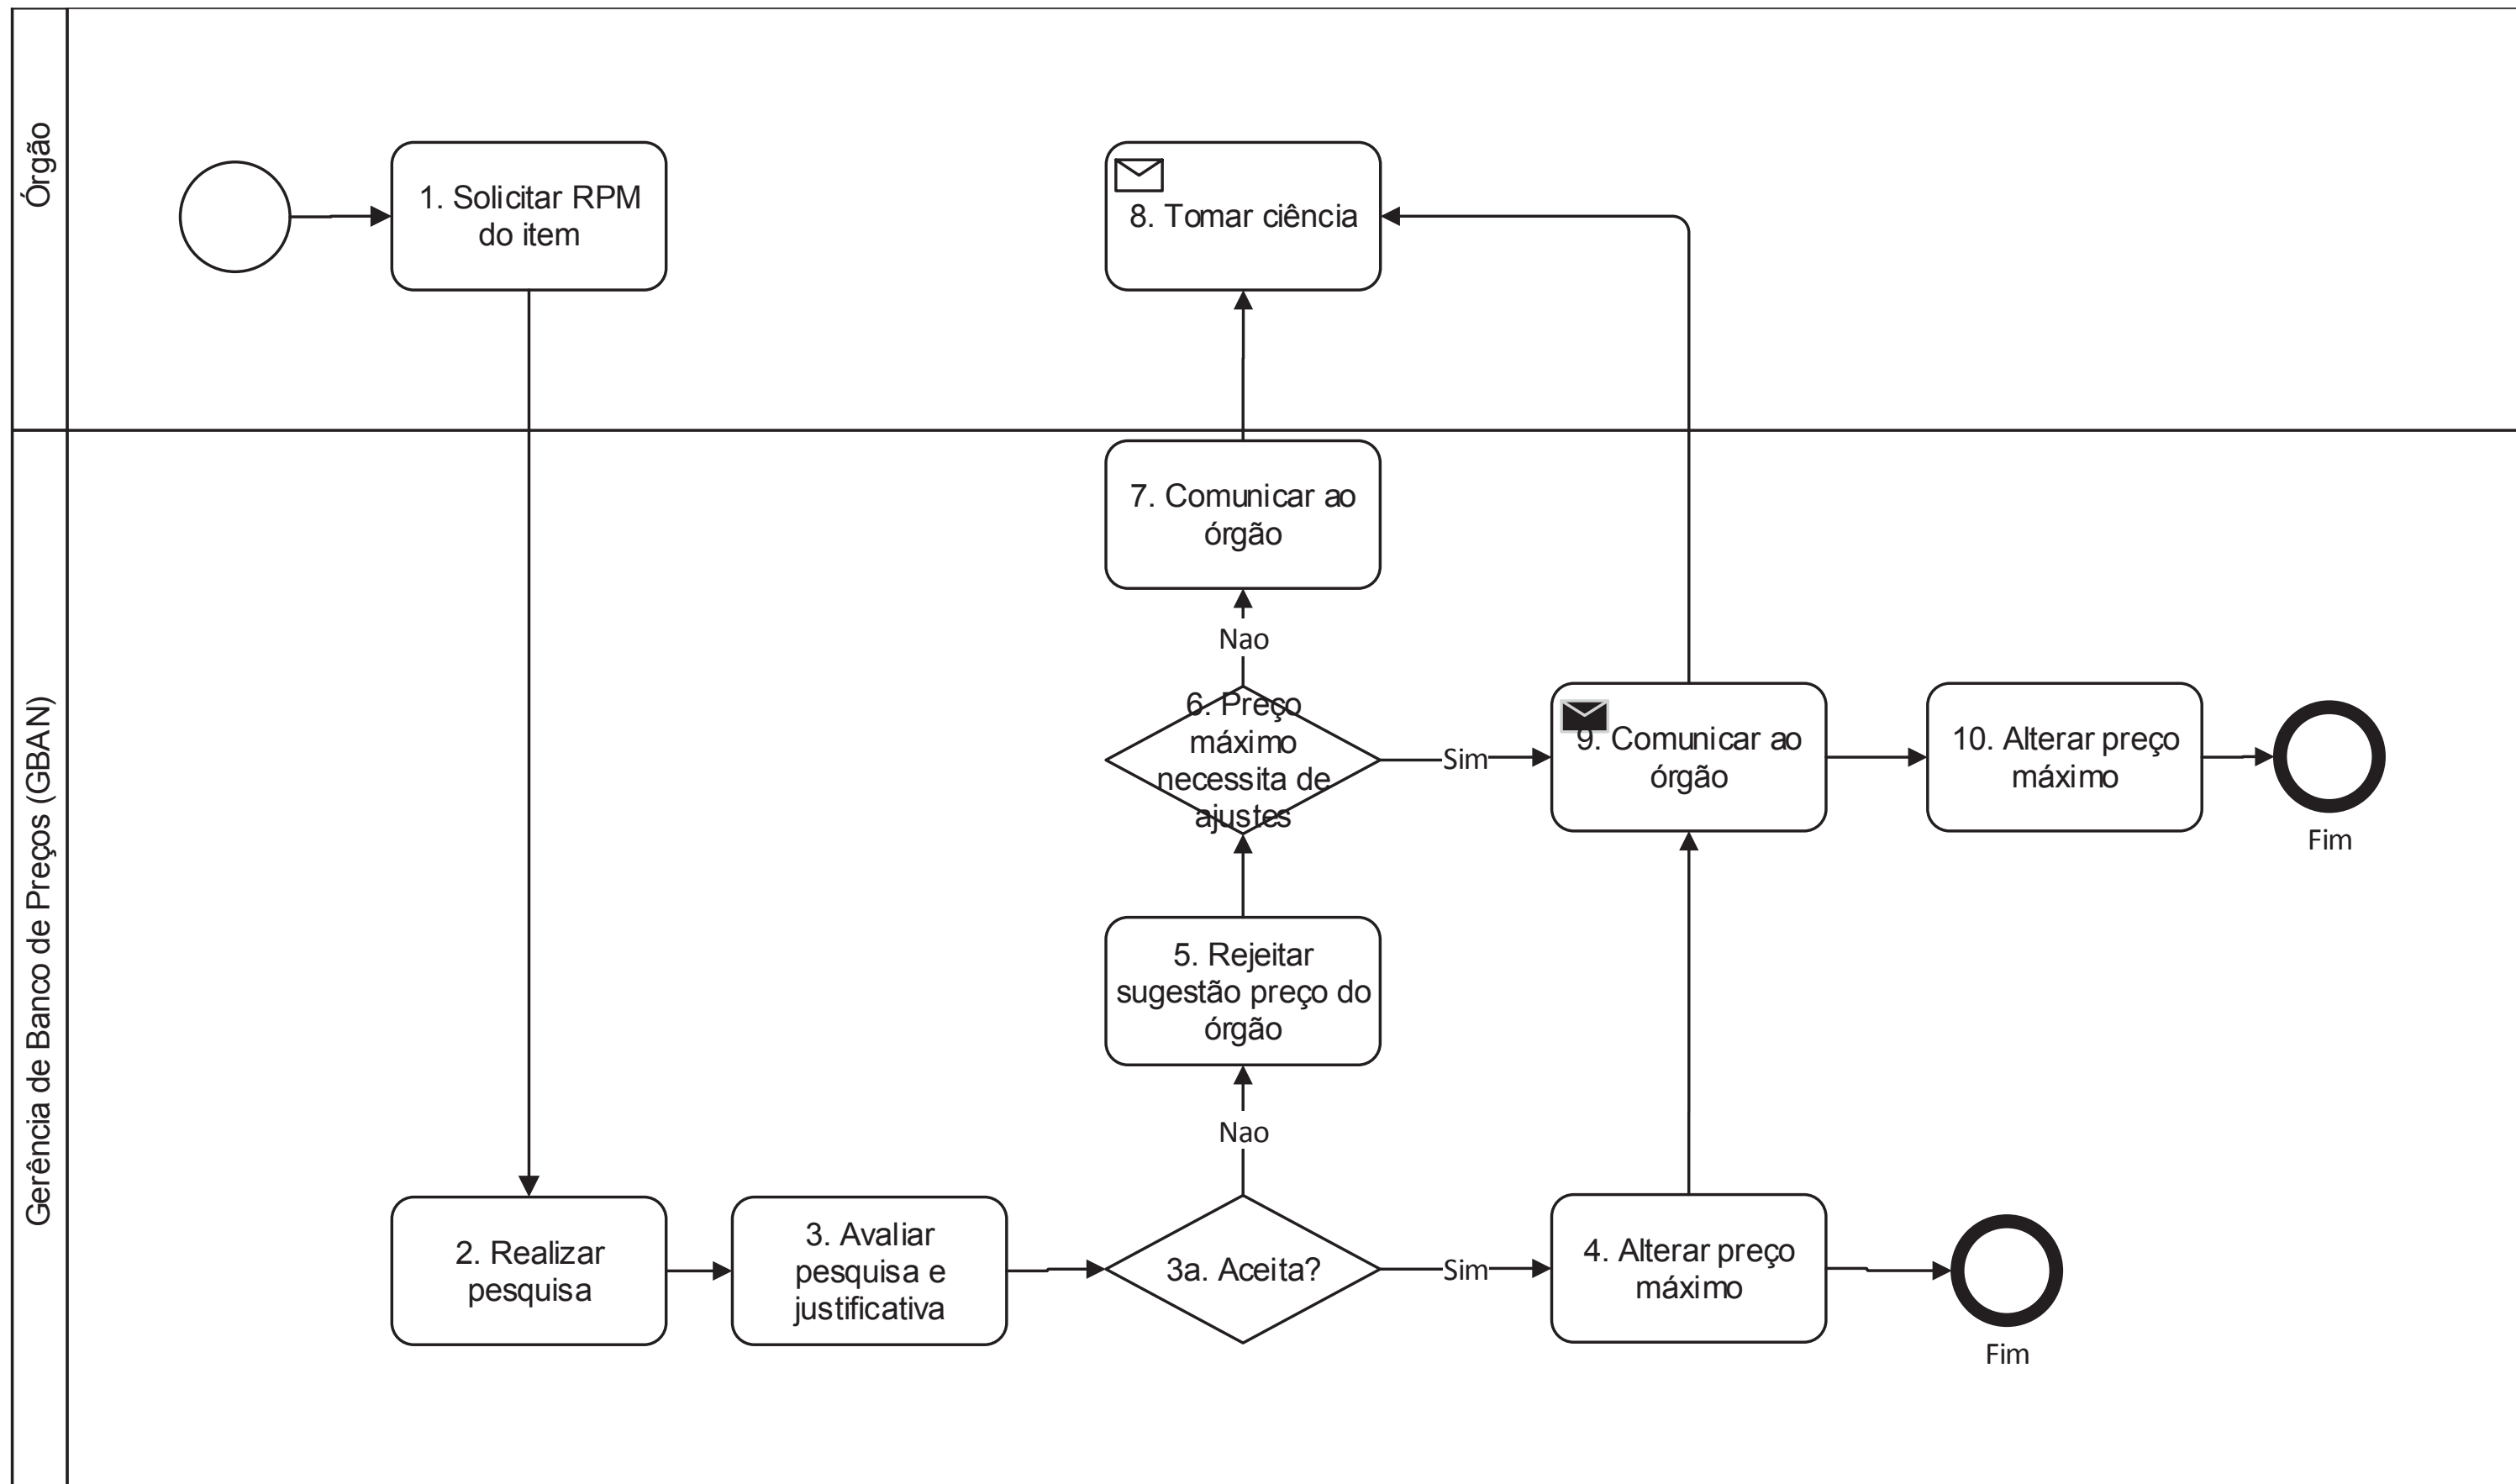 Órgão
1. Solicitar RPM
do item
8. Tomar ciência
Gerência de Banco de Preços (GBAN)
7. Comunicar ao
órgão
Nao
6. Preço
máximo
necessita de
ajustes
Sim
9. Comunicar ao
órgão
10. Alterar preço
máximo
Fim
5. Rejeitar
sugestão preço do
órgão
Nao
2. Realizar
pesquisa
3. Avaliar
pesquisa e
justificativa
3a. Aceita?
Sim
4. Alterar preço
máximo
Fim